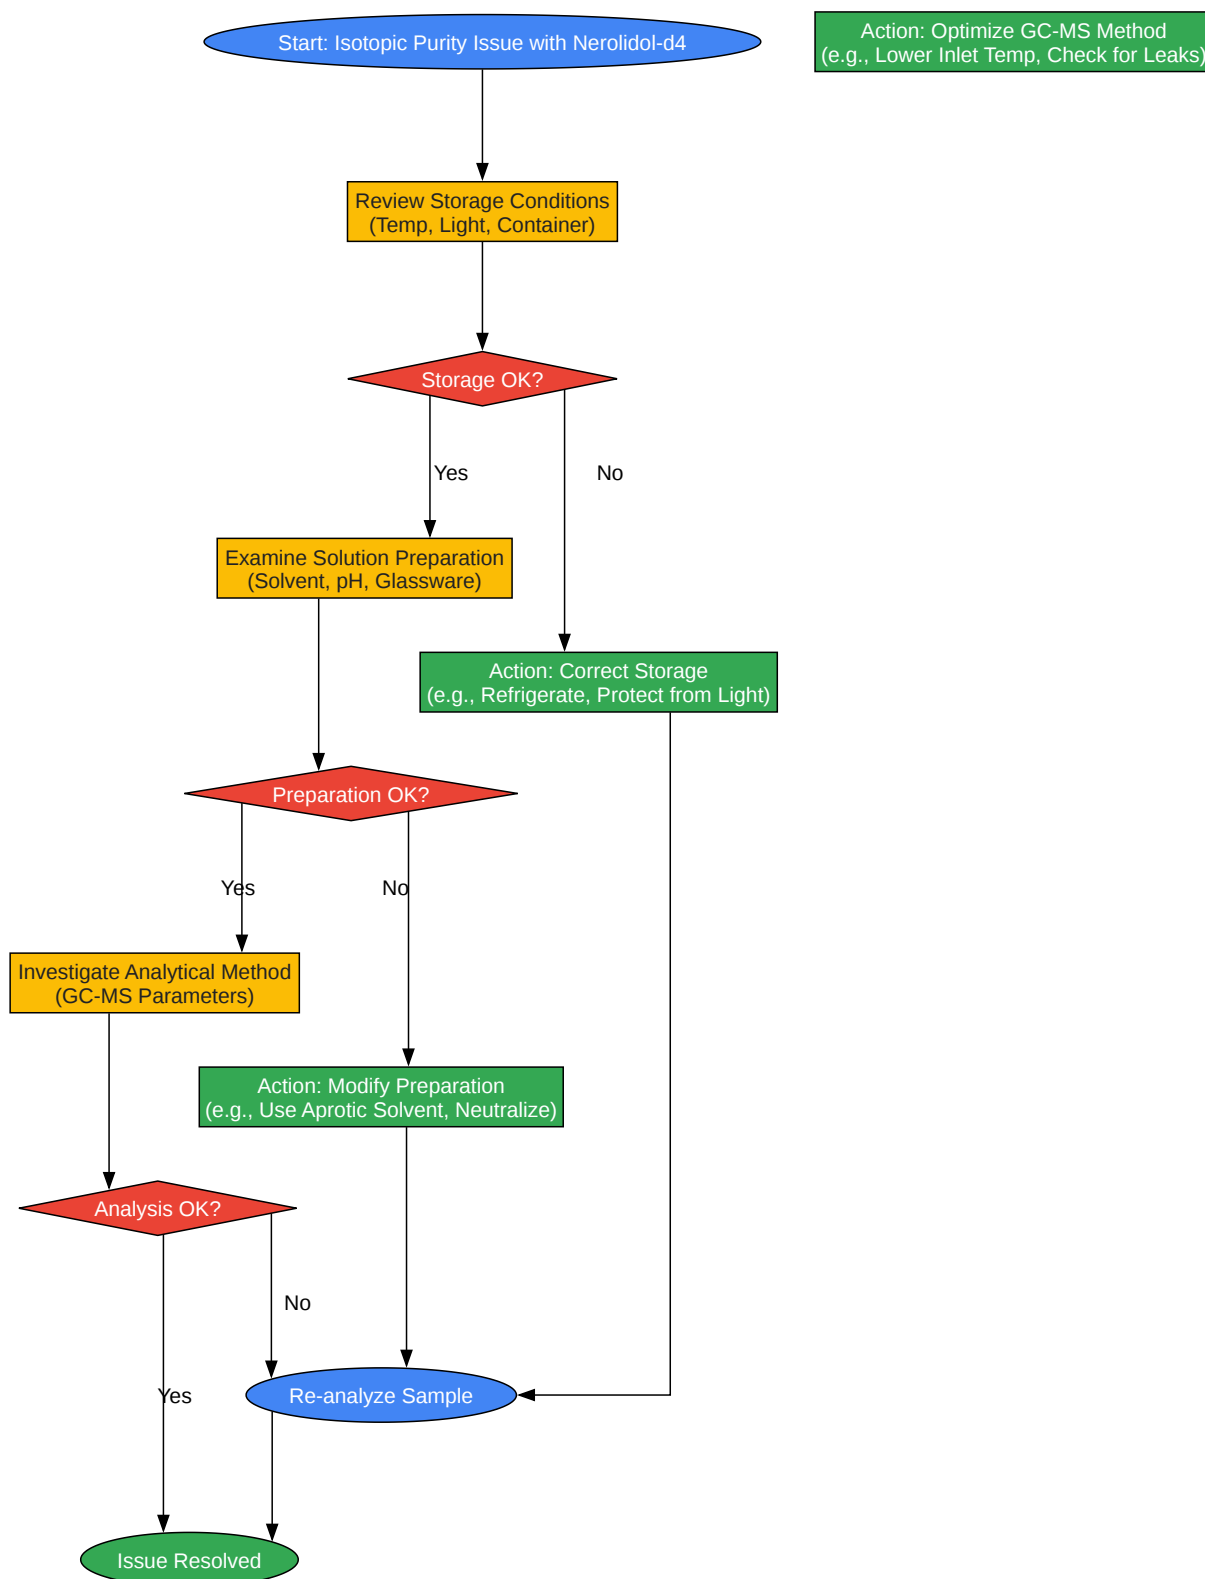 Start: Isotopic Purity Issue with Nerolidol-d4
Action: Optimize GC-MS Method
(e.g., Lower Inlet Temp, Check for Leaks)
Review Storage Conditions
(Temp, Light, Container)
Storage OK?
Yes
No
Examine Solution Preparation
(Solvent, pH, Glassware)
Action: Correct Storage
(e.g., Refrigerate, Protect from Light)
Preparation OK?
Yes
No
Investigate Analytical Method
(GC-MS Parameters)
Action: Modify Preparation
(e.g., Use Aprotic Solvent, Neutralize)
Analysis OK?
No
Re-analyze Sample
Yes
Issue Resolved